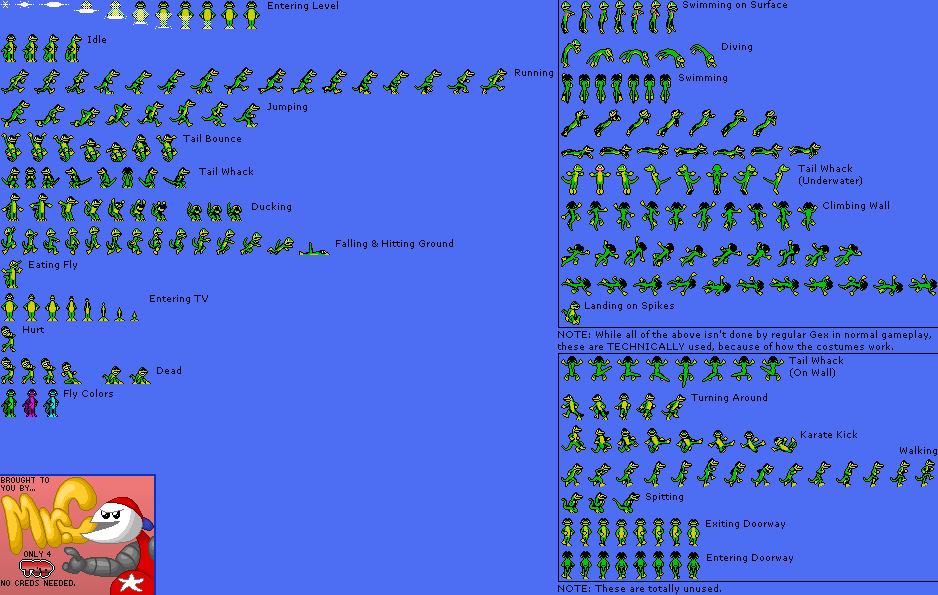 Entering Level
Idle
Running
Jumping
Tail Bounce
Tail Whack
Ducking
Falling & Hitting Ground
Eating Fly
Entering TV
Hurt
Dead
Fly Colors
BROUGHT TO
YOU BY...
Mr. C
ONLY 4
NO CREDS NEEDED.
Swimming on Surface
Diving
Swimming
Tail Whack
(Underwater)
Climbing Wall
Landing on Spikes
NOTE: While all of the above isn't done by regular Gex in normal gameplay,
these are TECHNICALLY used, because of how the costumes work.
Tail Whack
(On Wall)
Turning Around
Karate Kick
Walking
Spitting
Exiting Doorway
Entering Doorway
NOTE: These are totally unused.